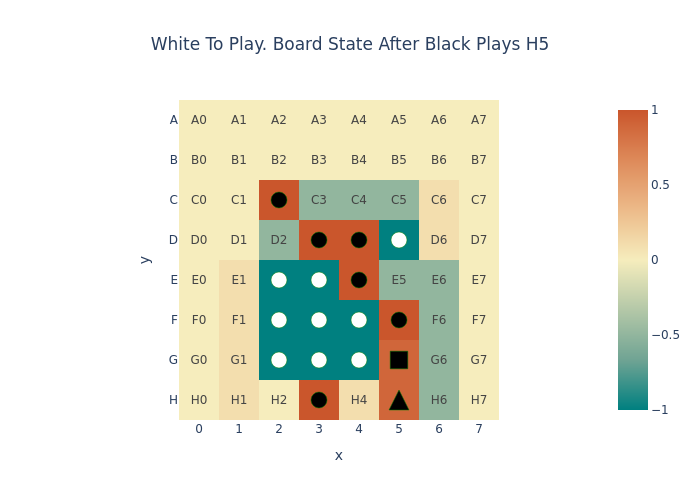 White To Play. Board State After Black Plays H5
A A0 A1 A2 A3 A4 A5 A6 A7
B B0 B1 B2 B3 B4 B5 B6 B7
C C0 C1 C3 C4 C5 C6 C7
D D0 D1 D2 D6 D7
E E0 E1 E5 E6 E7
F F0 F1 F6 F7
G G0 G1 G6 G7
H H0 H1 H2 H4 H6 H7
0 1 2 3 4 5 6 7
x
y
1
0.5
0
−0.5
−1